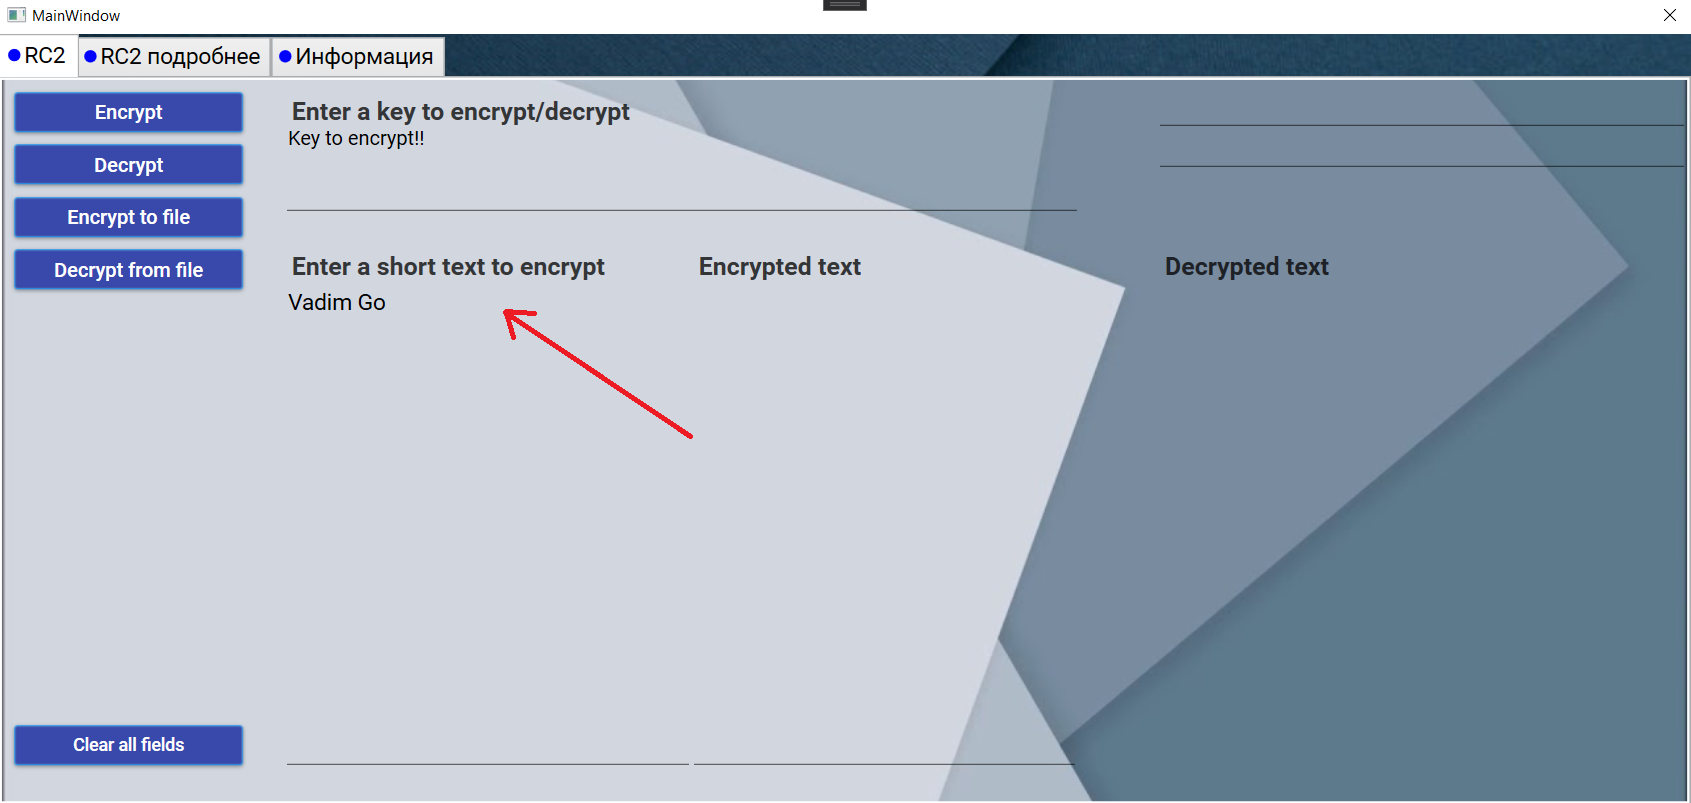 MainWindow
RC2
RC2 подробнее
Информация
Encrypt
Decrypt
Encrypt to file
Decrypt from file
Enter a key to encrypt/decrypt
Key to encrypt!!
Enter a short text to encrypt
Encrypted text
Decrypted text
Vadim Go
Clear all fields